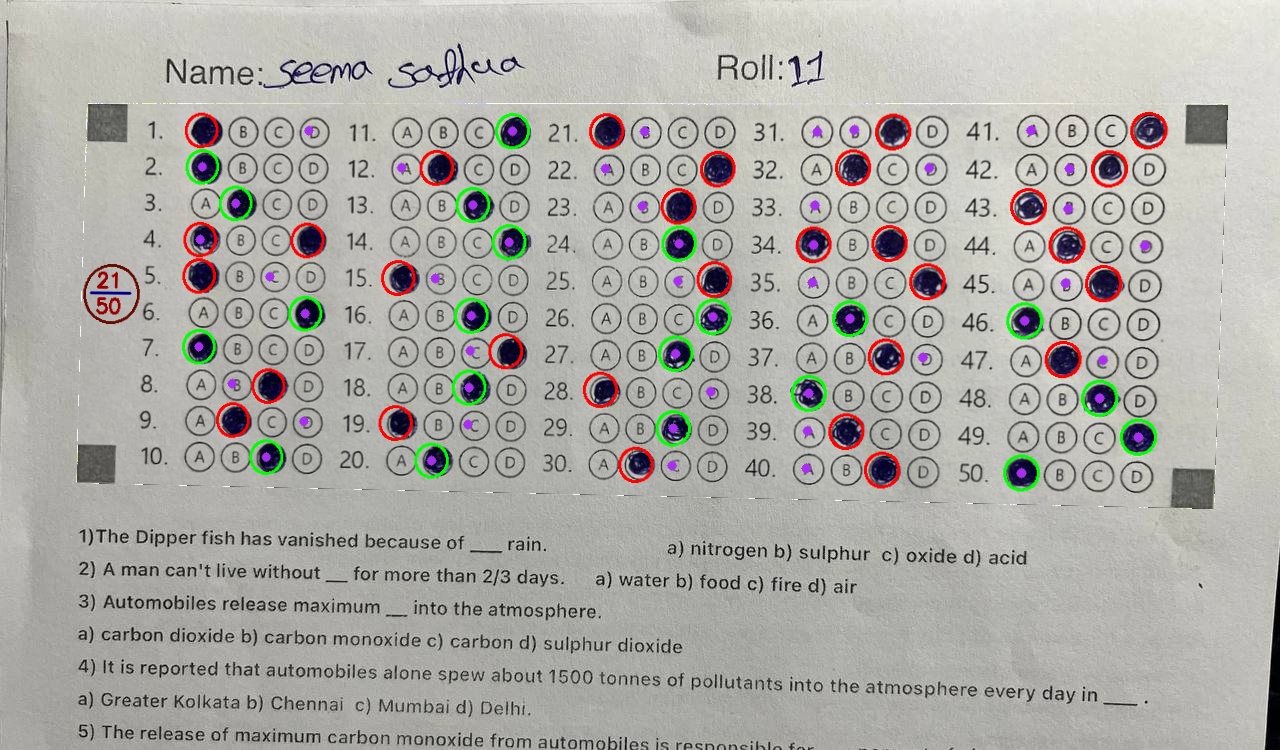 Name: Seema Roll: 11
1. B C D 11. A B C 21. B C D 31. A B D 41. A B C
2. B C D 12. A C D 22. A B C 32. A C D 42. A B D
3. A C D 13. A B D 23. A B D 33. A B C D 43. B C D
4. B C 14. A B C 24. A B D 34. B D 44. A C D
21
5. B C D 15. B C D 25. A B C 35. A B C 45. A B D
50
6. A B C 16. A B D 26. A B C 36. A C D 46. B C D
7. B C D 17. A B C 27. A B D 37. A B D 47. A C D
8. A B D 18. A B D 28. B C D 38. B C D 48. A B D
9. A C D 19. B C D 29. A B D 39. A C D 49. A B C
10. A B D 20. A C D 30. A C D 40. A B D 50. B C D
1)The Dipper fish has vanished because of ___ rain. a) nitrogen b) sulphur c) oxide d) acid
2) A man can't live without __ for more than 2/3 days. a) water b) food c) fire d) air
3) Automobiles release maximum __ into the atmosphere.
a) carbon dioxide b) carbon monoxide c) carbon d) sulphur dioxide
4) It is reported that automobiles alone spew about 1500 tonnes of pollutants into the atmosphere every day in ___ .
a) Greater Kolkata b) Chennai c) Mumbai d) Delhi.
5) The release of maximum carbon monoxide from automobiles is responsible for